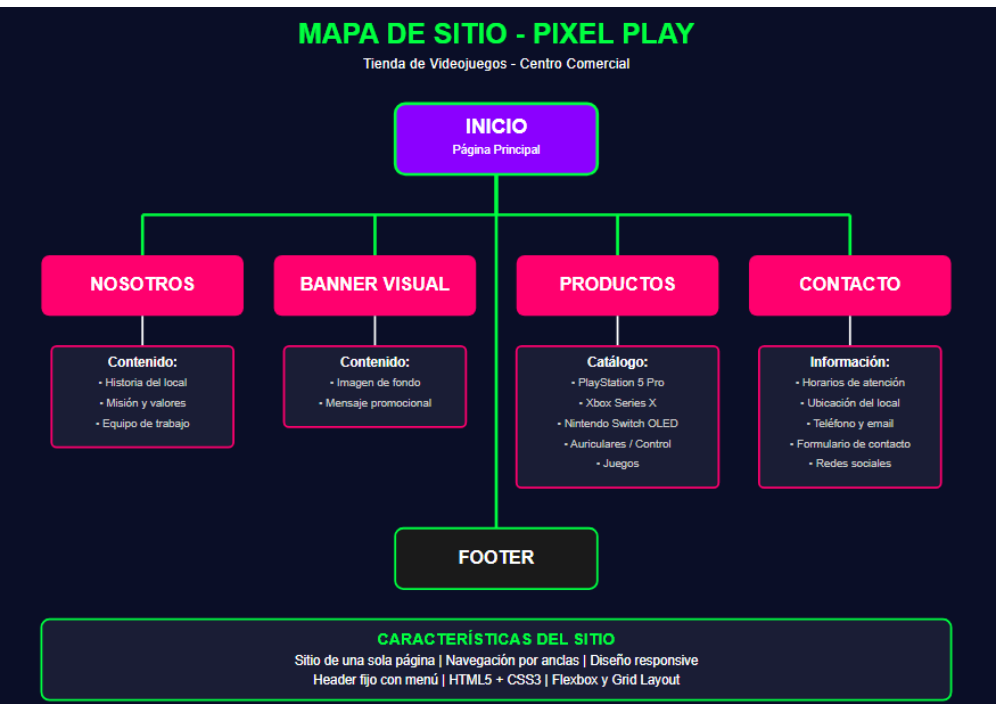 MAPA DE SITIO - PIXEL PLAY
Tienda de Videojuegos - Centro Comercial
INICIO
Página Principal
NOSOTROS
BANNER VISUAL
PRODUCTOS
CONTACTO
Contenido:
- Historia del local
- Misión y valores
- Equipo de trabajo
Contenido:
- Imagen de fondo
- Mensaje promocional
Catálogo:
- PlayStation 5 Pro
- Xbox Series X
- Nintendo Switch OLED
- Auriculares / Control
- Juegos
Información:
- Horarios de atención
- Ubicación del local
- Teléfono y email
- Formulario de contacto
- Redes sociales
FOOTER
CARACTERÍSTICAS DEL SITIO
Sitio de una sola página | Navegación por anclas | Diseño responsive
Header fijo con menú | HTML5 + CSS3 | Flexbox y Grid Layout